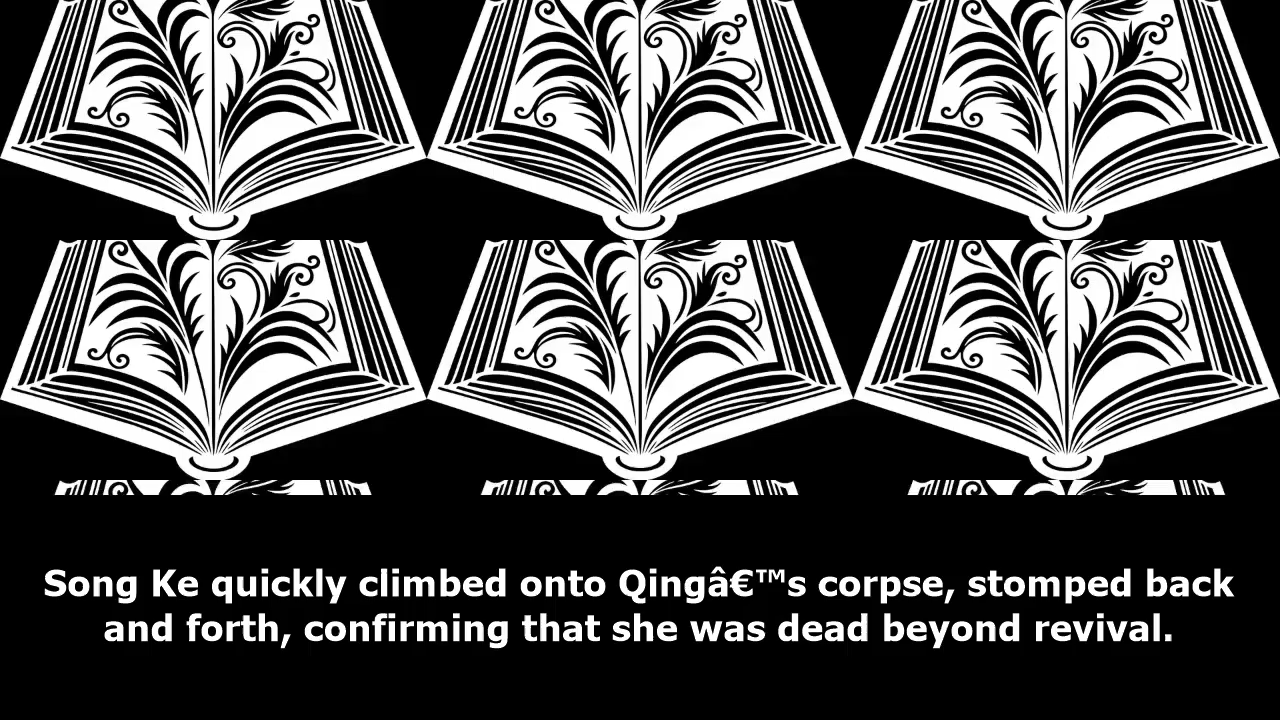 Song Ke quickly climbed onto Qingâ€™s corpse, stomped back
and forth, confirming that she was dead beyond revival.